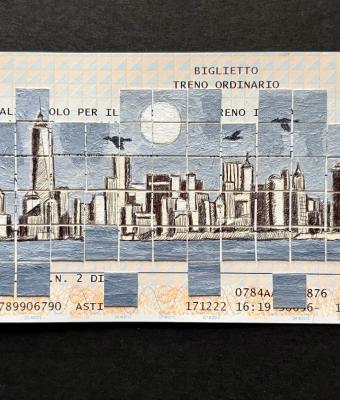 BIGLIETTO
TRENO ORDINARIO
AL OLO PER IL RENO I
.N. 2 DI
0784A 876
789906790 ASTI 171222 16:19